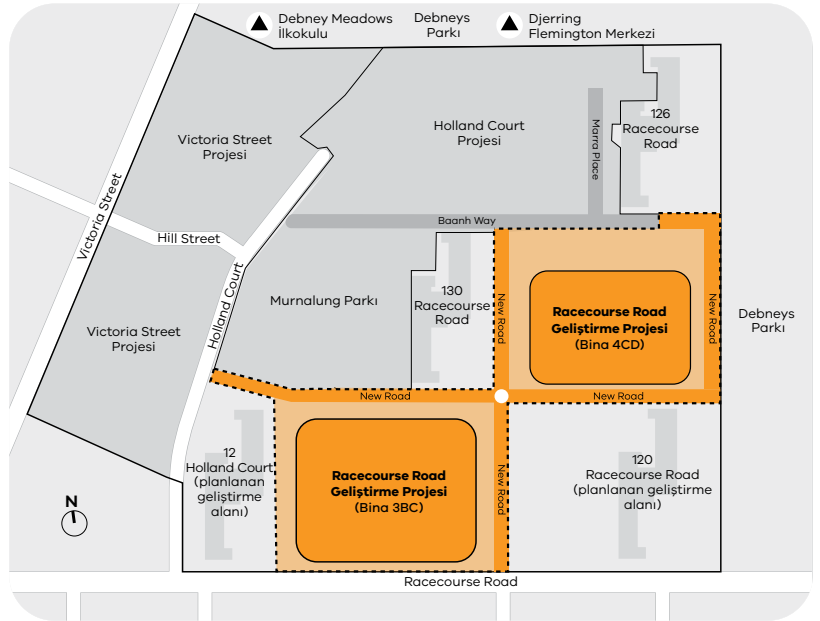 Debney Meadows
İlkokulu
Debneys
Parkı
Djerring
Flemington Merkezi
Victoria Street
Projesi
Holland Court
Projesi
Marra Place
126
Racecourse
Road
Victoria Street
Hill Street
Baanh Way
Holland Court
Murnalung Parkı
130
Racecourse
Road
New Road
Racecourse Road
Geliştirme Projesi
(Bina 4CD)
New Road
Debneys
Parkı
Victoria Street
Projesi
New Road
New Road
12
Holland Court
(planlanan
geliştirme
alanı)
Racecourse Road
Geliştirme Projesi
(Bina 3BC)
New Road
120
Racecourse Road
(planlanan geliştirme
alanı)
N
Racecourse Road